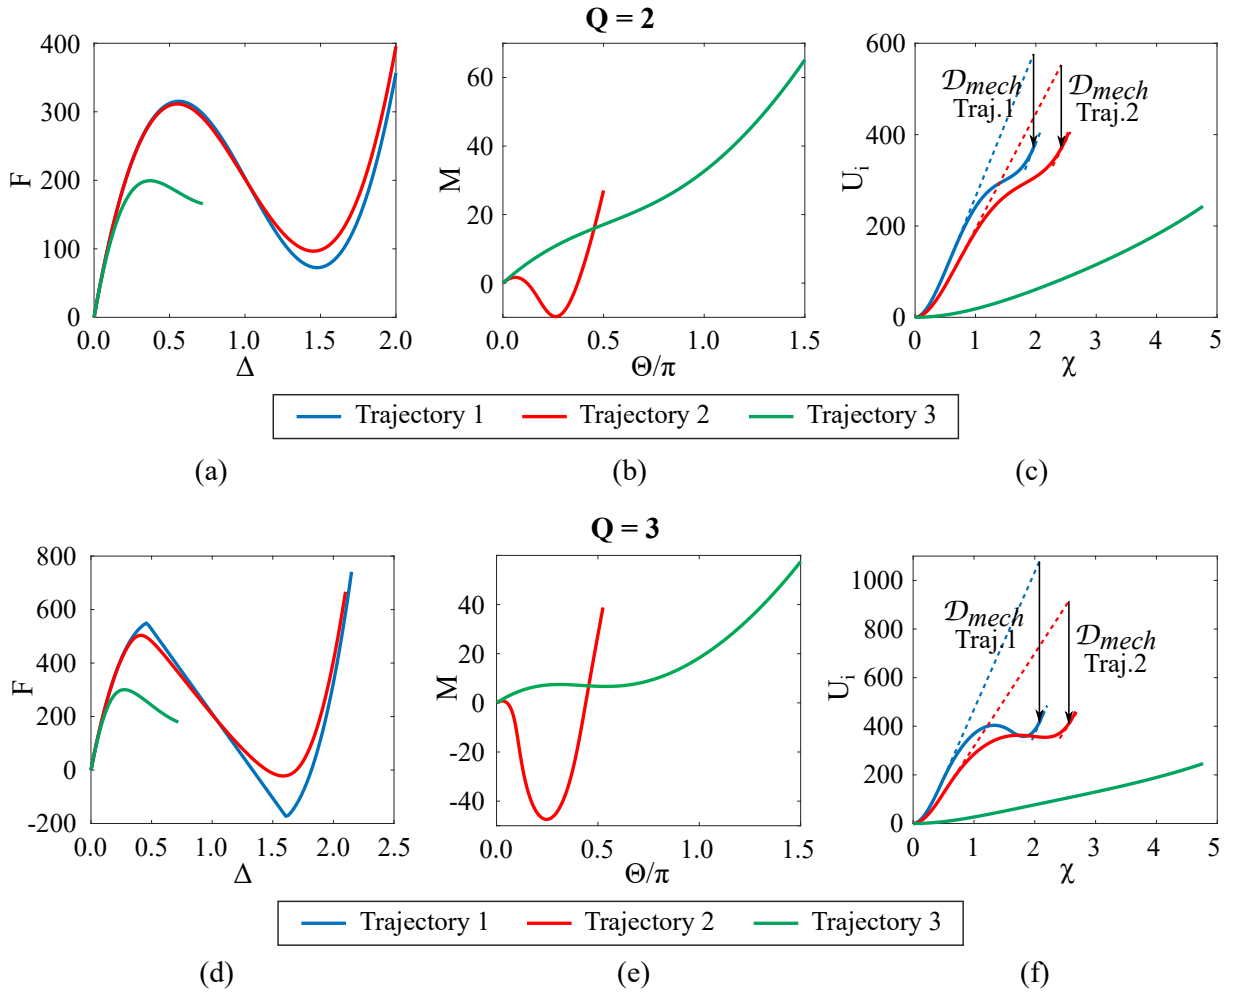 Q = 2
400
300
200
100
0
F
0.0 0.5 1.0 1.5 2.0
Δ
60
40
20
0
M
0.0 0.5 1.0 1.5
Θ/π
600
400
200
0
U_i
0 1 2 3 4 5
χ
𝒟_mech
Traj.1
𝒟_mech
Traj.2
Trajectory 1 Trajectory 2 Trajectory 3
(a) (b) (c)
Q = 3
800
600
400
200
0
-200
F
0.0 0.5 1.0 1.5 2.0 2.5
Δ
40
20
0
-20
-40
M
0.0 0.5 1.0 1.5
Θ/π
1000
800
600
400
200
0
U_i
0 1 2 3 4 5
χ
𝒟_mech
Traj.1
𝒟_mech
Traj.2
Trajectory 1 Trajectory 2 Trajectory 3
(d) (e) (f)